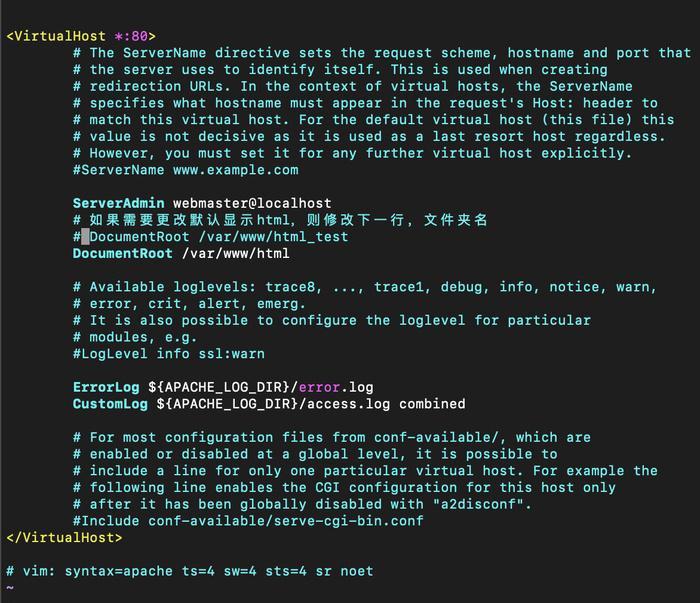 <VirtualHost *:80>
# The ServerName directive sets the request scheme, hostname and port that
# the server uses to identify itself. This is used when creating
# redirection URLs. In the context of virtual hosts, the ServerName
# specifies what hostname must appear in the request's Host: header to
# match this virtual host. For the default virtual host (this file) this
# value is not decisive as it is used as a last resort host regardless.
# However, you must set it for any further virtual host explicitly.
#ServerName www.example.com
ServerAdmin webmaster@localhost
# 如果需要更改默认显示html，则修改下一行，文件夹名
# DocumentRoot /var/www/html_test
DocumentRoot /var/www/html
# Available loglevels: trace8, ..., trace1, debug, info, notice, warn,
# error, crit, alert, emerg.
# It is also possible to configure the loglevel for particular
# modules, e.g.
#LogLevel info ssl:warn
ErrorLog ${APACHE_LOG_DIR}/error.log
CustomLog ${APACHE_LOG_DIR}/access.log combined
# For most configuration files from conf-available/, which are
# enabled or disabled at a global level, it is possible to
# include a line for only one particular virtual host. For example the
# following line enables the CGI configuration for this host only
# after it has been globally disabled with "a2disconf".
#Include conf-available/serve-cgi-bin.conf
</VirtualHost>
# vim: syntax=apache ts=4 sw=4 sts=4 sr noet
~